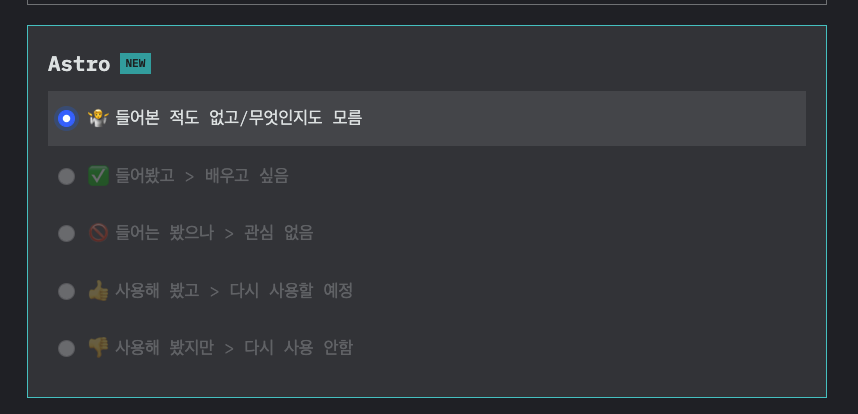 Astro NEW
들어본 적도 없고/무엇인지도 모름
들어봤고 > 배우고 싶음
들어는 봤으나 > 관심 없음
사용해 봤고 > 다시 사용할 예정
사용해 봤지만 > 다시 사용 안함